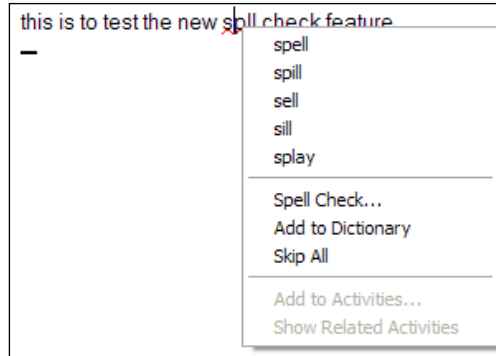 this is to test the new spll check feature
spell
spill
sell
sill
splay
Spell Check...
Add to Dictionary
Skip All
Add to Activities...
Show Related Activities